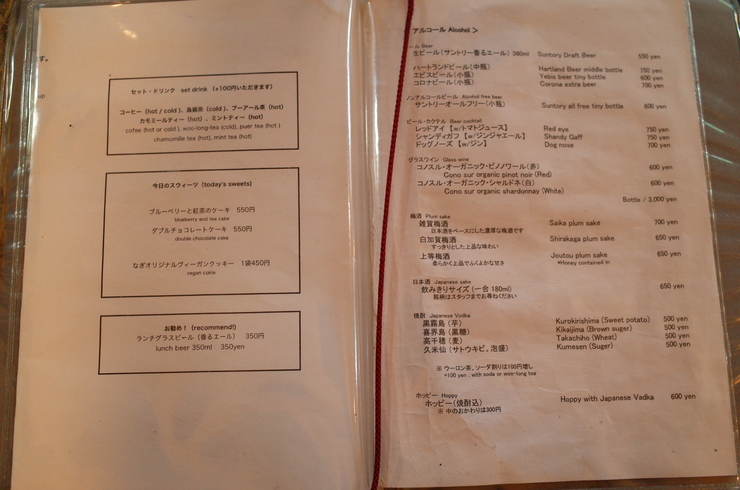 す。
セット・ドリンク set drink (+100円いただきます)
コーヒー (hot / cold)、烏龍茶 (cold)、プーアール茶 (hot)
カモミールティー (hot)、ミントティー (hot)
cofee (hot or cold), woo-long-tea (cold), puer tea (hot)
chamomille tea (hot), mint tea (hot)
今日のスウィーツ (today's sweets)
ブルーベリーと紅茶のケーキ 550円
blueberry and tea cake
ダブルチョコレートケーキ 550円
double chocolate cake
なぎオリジナルヴィーガンクッキー 1袋450円
vegan cokie
お勧め! (recommend!)
ランチグラスビール (香るエール) 350円
lunch beer 350ml 350yen
アルコール Alcohol >
ール Beer
生ビール (サントリー香るエール) 360ml Suntory Draft Beer 550 yen
ハートランドビール (中瓶) Hartland Beer middle bottle 750 yen
エビスビール (小瓶) Yebis beer tiny bottle 600 yen
コロナビール (小瓶) Corona extra beer 700 yen
ノンアルコールビール Alcohol free beer
サントリーオールフリー (小瓶) Suntory all free tiny bottle 600 yen
ビール・カクテル Beer cocktail
レッドアイ 【w/トマトジュース】 Red eye 750 yen
シャンディガフ 【w/ジンジャエール】 Shandy Gaff 750 yen
ドッグノーズ 【w/ジン】 Dog nose 700 yen
グラスワイン Glass wine
コノスル・オーガニック・ピノノワール (赤) 600 yen
Cono sur organic pinot noir (Red)
コノスル・オーガニック・シャルドネ (白) 600 yen
Cono sur organic shardonnay (White)
Bottle / 3,000 yen
梅酒 Plum sake
雑賀梅酒 Saika plum sake 700 yen
日本酒をベースにした濃厚な梅酒です
白加賀梅酒 Shirakaga plum sake 650 yen
すっきりとした上品な味わい
上等梅酒 Joutou plum sake 650 yen
柔らかく上品でふくよかな甘さ *Honey contained in
日本酒 Japanese sake
飲みきりサイズ (一合 180ml) 650 yen
銘柄はスタッフまでお尋ねください
焼酎 Japanese Vodka
黒霧島 (芋) Kurokirishima (Sweet potato) 500 yen
喜界島 (黒糖) Kikaijima (Brown suger) 500 yen
高千穂 (麦) Takachiho (Wheat) 500 yen
久米仙 (サトウキビ、泡盛) Kumesen (Suger) 500 yen
※ ウーロン茶、ソーダ割りは100円増し
*100 yen , with soda or woo-long tea
ホッピー Hoppy
ホッピー (焼酎込) Hoppy with Japanese Vadka 600 yen
※ 中のおかわりは300円